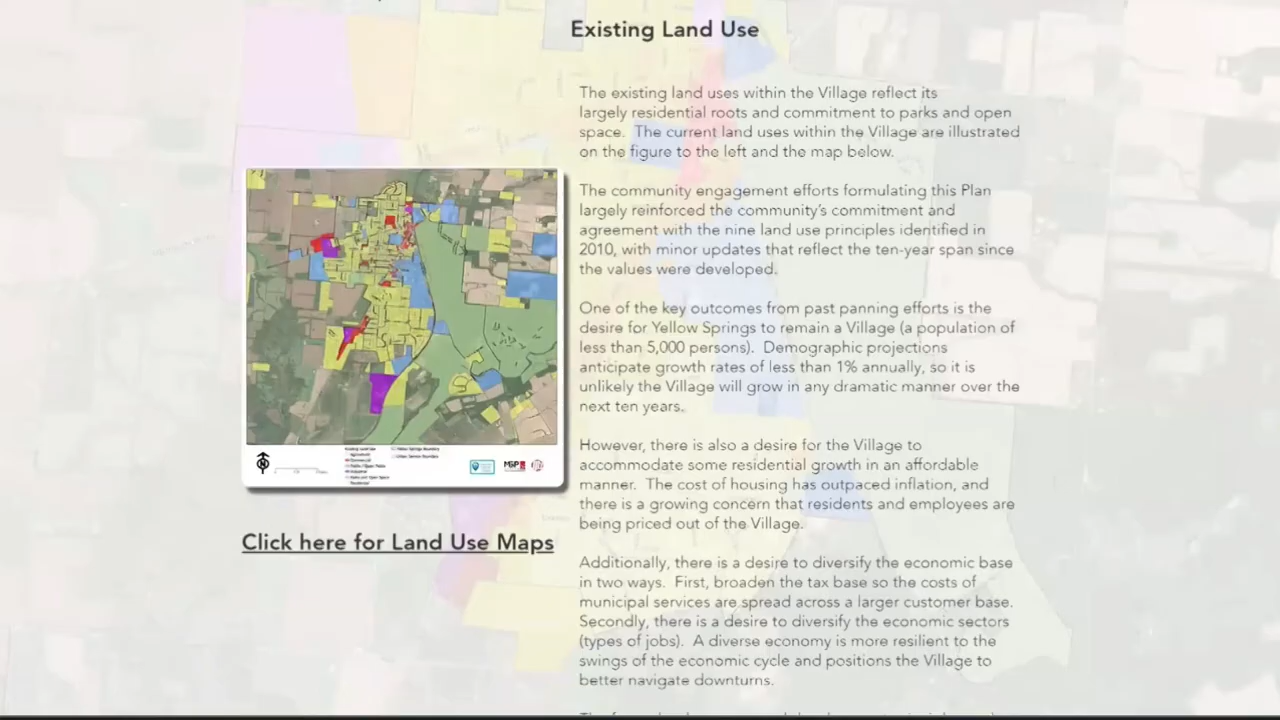 Existing Land Use
The existing land uses within the Village reflect its
largely residential roots and commitment to parks and open
space. The current land uses within the Village are illustrated
on the figure to the left and the map below.
The community engagement efforts formulating this Plan
largely reinforced the community's commitment and
agreement with the nine land use principles identified in
2010, with minor updates that reflect the ten-year span since
the values were developed.
One of the key outcomes from past panning efforts is the
desire for Yellow Springs to remain a Village (a population of
less than 5,000 persons). Demographic projections
anticipate growth rates of less than 1% annually, so it is
unlikely the Village will grow in any dramatic manner over the
next ten years.
However, there is also a desire for the Village to
accommodate some residential growth in an affordable
manner. The cost of housing has outpaced inflation, and
there is a growing concern that residents and employees are
being priced out of the Village.
Additionally, there is a desire to diversify the economic base
in two ways. First, broaden the tax base so the costs of
municipal services are spread across a larger customer base.
Secondly, there is a desire to diversify the economic sectors
(types of jobs). A diverse economy is more resilient to the
swings of the economic cycle and positions the Village to
better navigate downturns.
Click here for Land Use Maps